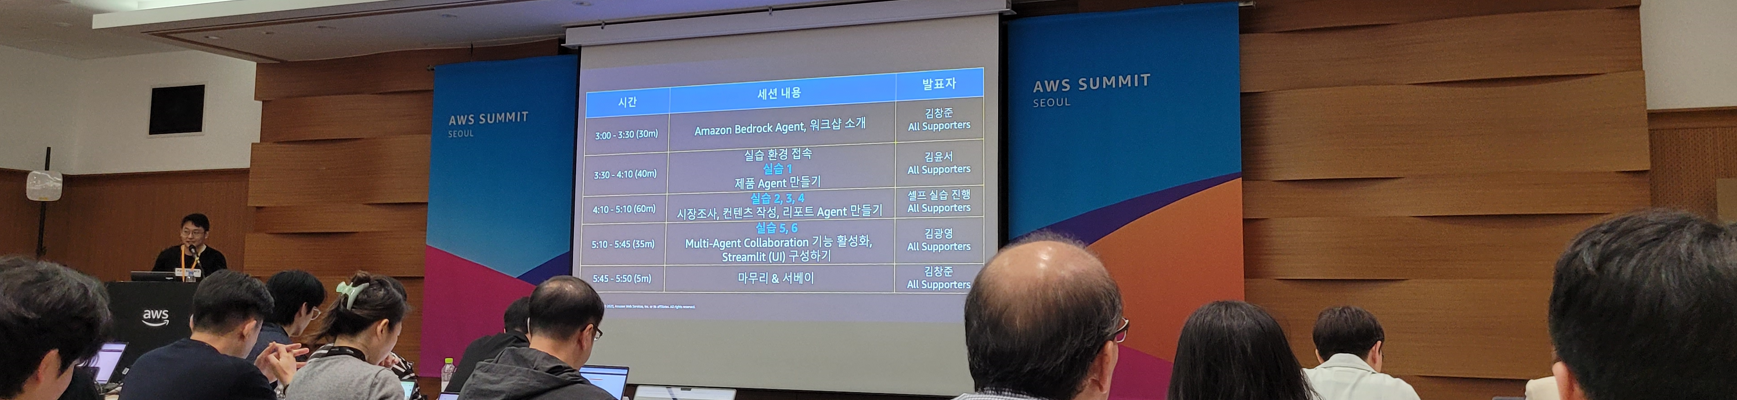 AWS SUMMIT
SEOUL
시간 세션 내용 발표자
3:00 - 3:30 (30m)
Amazon Bedrock Agent, 워크샵 소개
김창준
All Supporters
3:30 - 4:10 (40m)
실습 환경 접속
실습 1
제품 Agent 만들기
김윤서
All Supporters
4:10 - 5:10 (60m)
실습 2, 3, 4
시장조사, 컨텐츠 작성, 리포트 Agent 만들기
셀프 실습 진행
All Supporters
5:10 - 5:45 (35m)
실습 5, 6
Multi-Agent Collaboration 기능 활성화,
Streamlit (UI) 구성하기
김광영
All Supporters
5:45 - 5:50 (5m)
마무리 & 서베이
김창준
All Supporters
AWS SUMMIT
SEOUL
aws